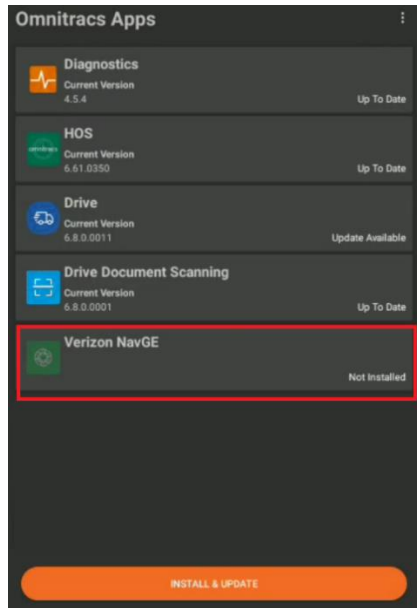 Omnitracs Apps
Diagnostics
Current Version
4.5.4
Up To Date
omnitracs
HOS
Current Version
6.61.0350
Up To Date
Drive
Current Version
6.8.0.0011
Update Available
Drive Document Scanning
Current Version
6.8.0.0001
Up To Date
Verizon NavGE
Not Installed
INSTALL & UPDATE